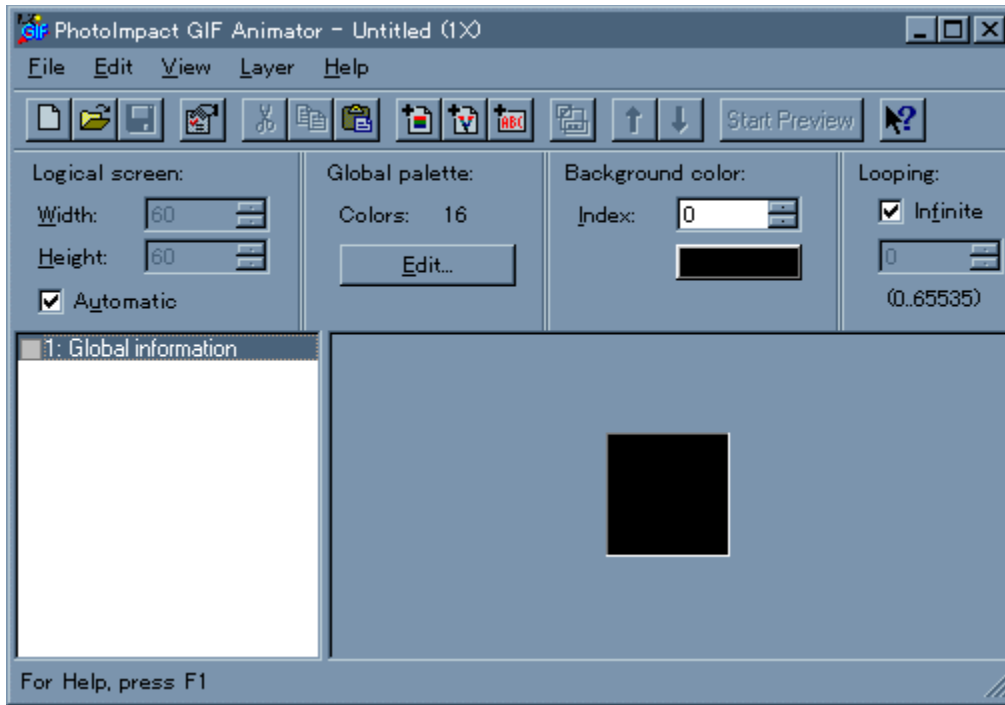 PhotoImpact GIF Animator - Untitled (1X)
File Edit View Layer Help
ABC Start Preview
Logical screen: Global palette: Background color: Looping:
Width: 60 Colors: 16 Index: 0 Infinite
Height: 60 Edit... 0
Automatic (0..65535)
1: Global information
For Help, press F1